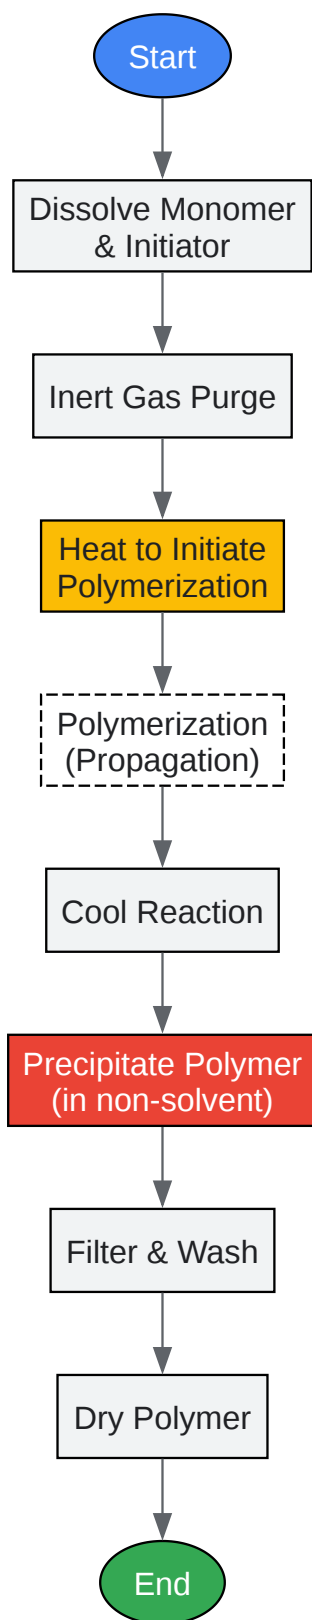 Start
Dissolve Monomer
& Initiator
Inert Gas Purge
Heat to Initiate
Polymerization
Polymerization
(Propagation)
Cool Reaction
Precipitate Polymer
(in non-solvent)
Filter & Wash
Dry Polymer
End